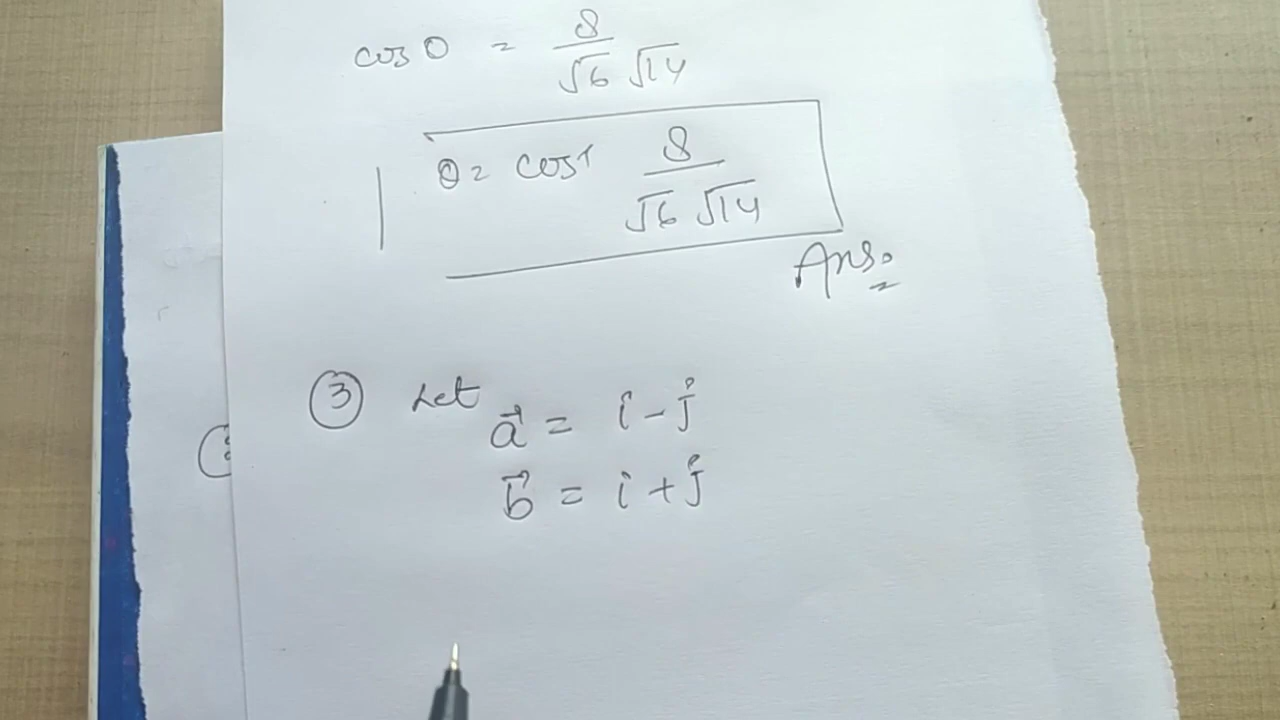 cos θ = 8/√6 √14
θ = cos⁻¹ 8/√6 √14
Ans.
③ Let a⃗ = î - ĵ
b⃗ = î + ĵ